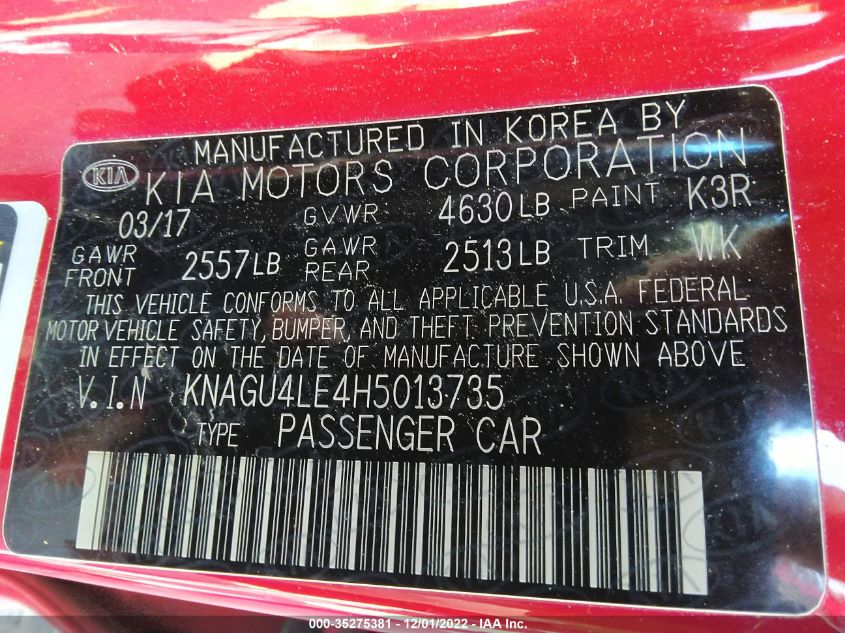 MANUFACTURED IN KOREA BY
KIA KIA MOTORS CORPORATION
03/17 GVWR 4630LB PAINT K3R
GAWR FRONT 2557LB GAWR REAR 2513LB TRIM WK
THIS VEHICLE CONFORMS TO ALL APPLICABLE U.S.A. FEDERAL
MOTOR VEHICLE SAFETY, BUMPER, AND THEFT PREVENTION STANDARDS
IN EFFECT ON THE DATE OF MANUFACTURE SHOWN ABOVE
V.I.N KNAGU4LE4H5013735
TYPE PASSENGER CAR
000-35275381 - 12/01/2022 - IAA Inc.